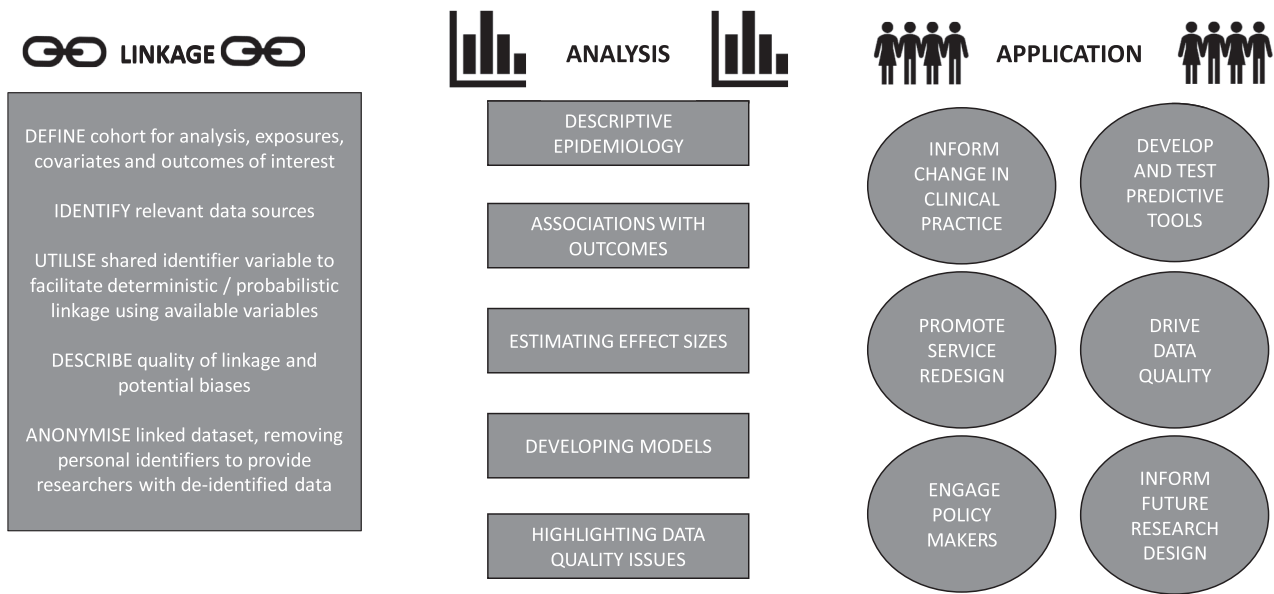 LINKAGE
DEFINE cohort for analysis, exposures,
covariates and outcomes of interest
IDENTIFY relevant data sources
UTILISE shared identifier variable to
facilitate deterministic / probabilistic
linkage using available variables
DESCRIBE quality of linkage and
potential biases
ANONYMISE linked dataset, removing
personal identifiers to provide
researchers with de-identified data
ANALYSIS
DESCRIPTIVE
EPIDEMIOLOGY
ASSOCIATIONS WITH
OUTCOMES
ESTIMATING EFFECT SIZES
DEVELOPING MODELS
HIGHLIGHTING DATA
QUALITY ISSUES
APPLICATION
INFORM
CHANGE IN
CLINICAL
PRACTICE
DEVELOP
AND TEST
PREDICTIVE
TOOLS
PROMOTE
SERVICE
REDESIGN
DRIVE
DATA
QUALITY
ENGAGE
POLICY
MAKERS
INFORM
FUTURE
RESEARCH
DESIGN